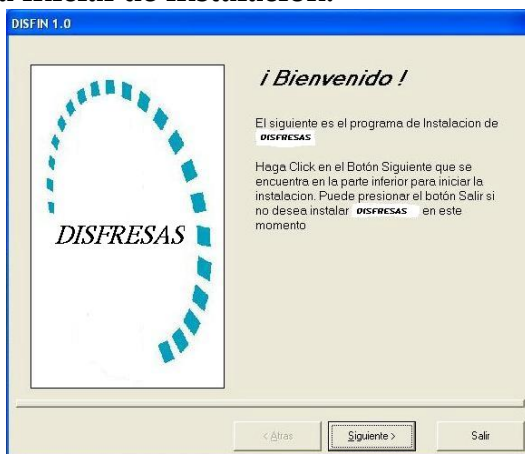 a Iniciar de Instalación.
DISFIN 1.0
¡ Bienvenido !
El siguiente es el programa de Instalacion de
DISFRESAS
Haga Click en el Botón Siguiente que se
encuentra en la parte inferior para iniciar la
instalacion. Puede presionar el botón Salir si
no desea instalar DISFRESAS en este
momento
DISFRESAS
< Atras
Siguiente >
Salir